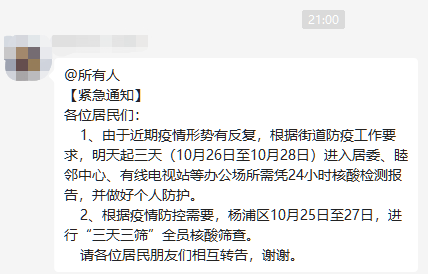 21:00
@所有人
【紧急通知】
各位居民们：
1、由于近期疫情形势有反复，根据街道防疫工作要
求，明天起三天（10月26日至10月28日）进入居委、睦
邻中心、有线电视站等办公场所需凭24小时核酸检测报
告，并做好个人防护。
2、根据疫情防控需要，杨浦区10月25日至27日，进
行“三天三筛”全员核酸筛查。
请各位居民朋友们相互转告，谢谢。